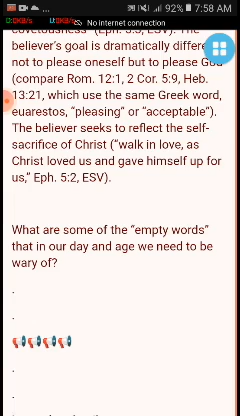 0:0KB/s U:0KB/s 92% 7:58 AM
No internet connection
covetousness” (Eph. 5:3, ESV). The
believer’s goal is dramatically differe
not to please oneself but to please God
(compare Rom. 12:1, 2 Cor. 5:9, Heb.
13:21, which use the same Greek word,
euarestos, “pleasing” or “acceptable”).
The believer seeks to reflect the self-
sacrifice of Christ (“walk in love, as
Christ loved us and gave himself up for
us,” Eph. 5:2, ESV).
What are some of the “empty words”
that in our day and age we need to be
wary of?
.
.
.
.